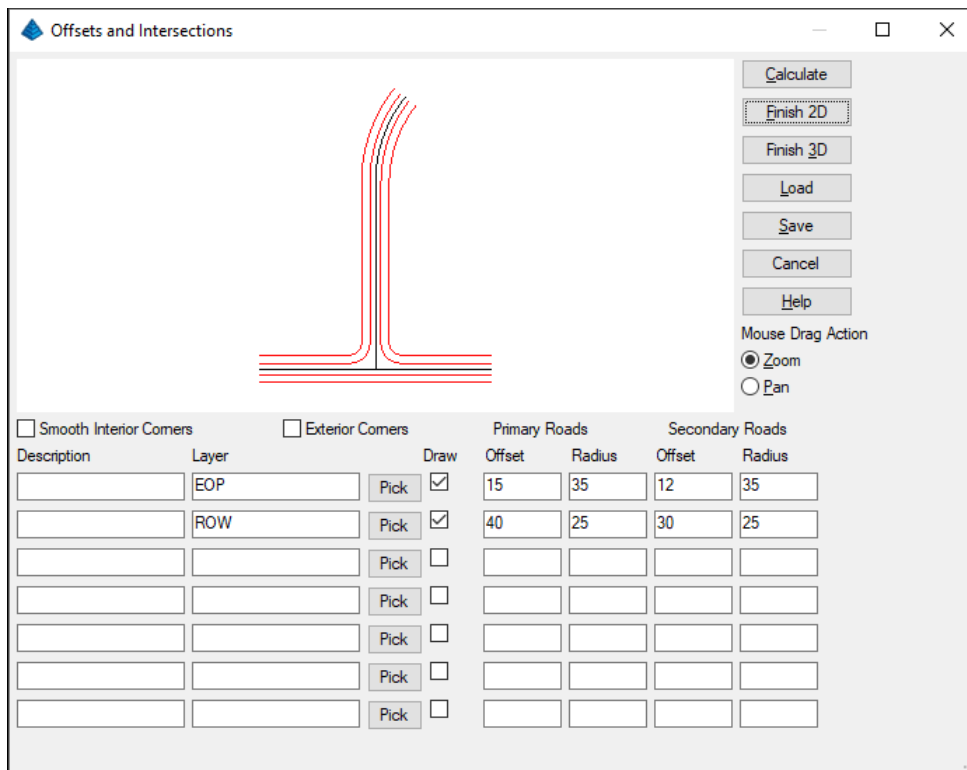 Offsets and Intersections
Calculate
Finish 2D
Finish 3D
Load
Save
Cancel
Help
Mouse Drag Action
Zoom
Pan
Smooth Interior Corners Exterior Corners Primary Roads Secondary Roads
Description Layer Draw Offset Radius Offset Radius
EOP Pick 15 35 12 35
ROW Pick 40 25 30 25
Pick
Pick
Pick
Pick
Pick